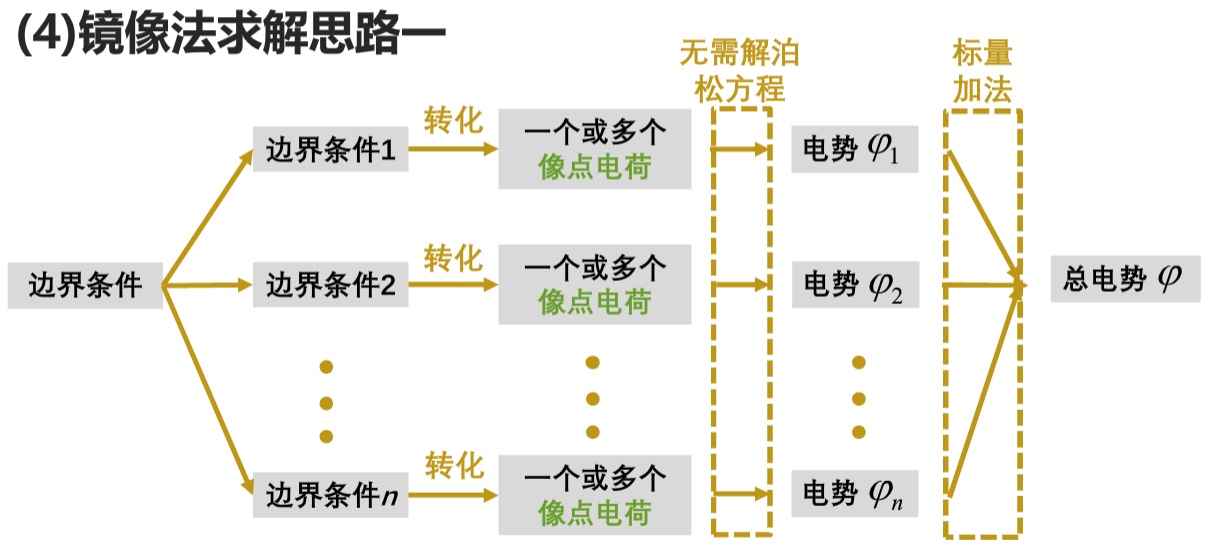 (4)镜像法求解思路一
无需解泊
松方程
标量
加法
边界条件
边界条件1
转化
一个或多个
像点电荷
电势 φ₁
边界条件2
转化
一个或多个
像点电荷
电势 φ₂
边界条件n
转化
一个或多个
像点电荷
电势 φₙ
总电势 φ